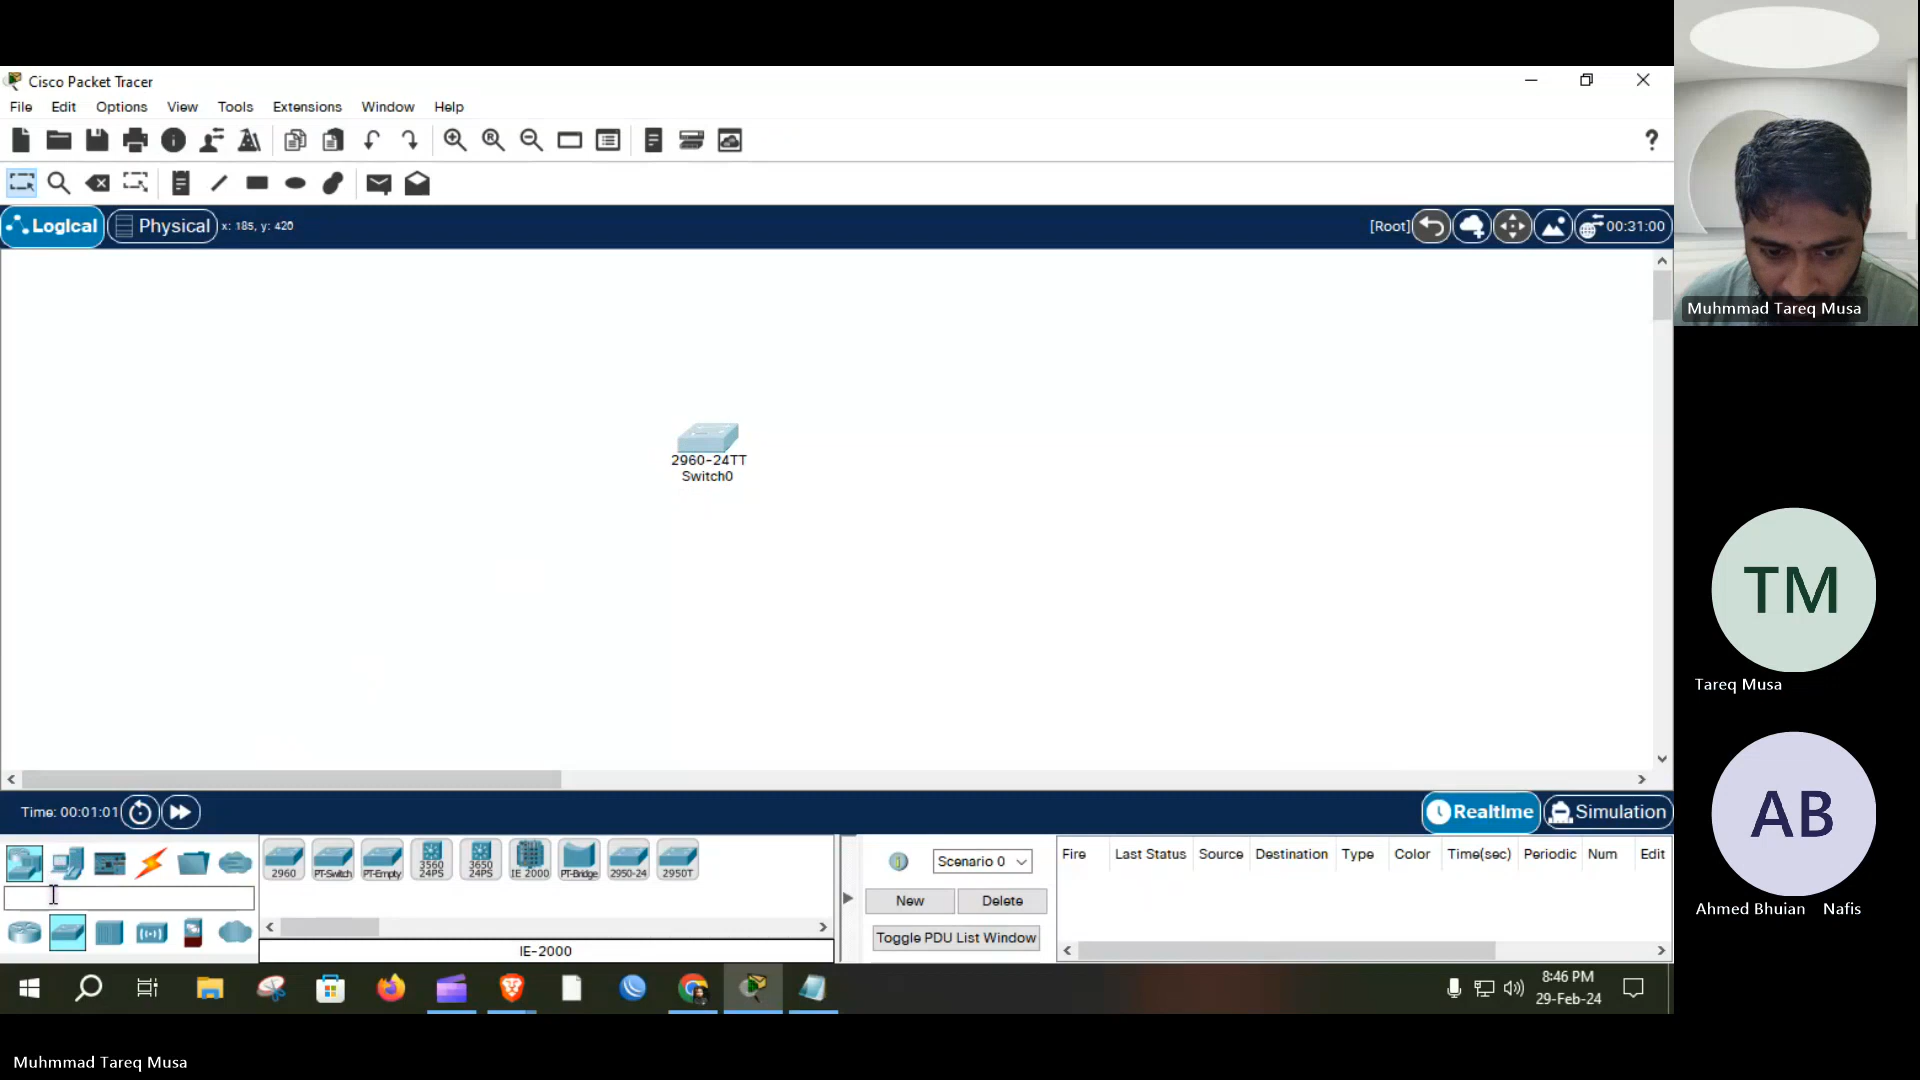 Cisco Packet Tracer
File Edit Options View Tools Extensions Window Help
Logical Physical x: 185, y: 420
[Root] 00:31:00
2960-24TT
Switch0
Muhmmad Tareq Musa
TM
Tareq Musa
AB
Ahmed Bhuian Nafis
Time: 00:01:01
Realtime Simulation
2960 PT-Switch PT-Empty 3560 24PS 3650 24PS IE 2000 PT-Bridge 2950-24 2950T
IE-2000
Scenario 0
New Delete
Toggle PDU List Window
Fire Last Status Source Destination Type Color Time(sec) Periodic Num Edit
8:46 PM
29-Feb-24
Muhmmad Tareq Musa